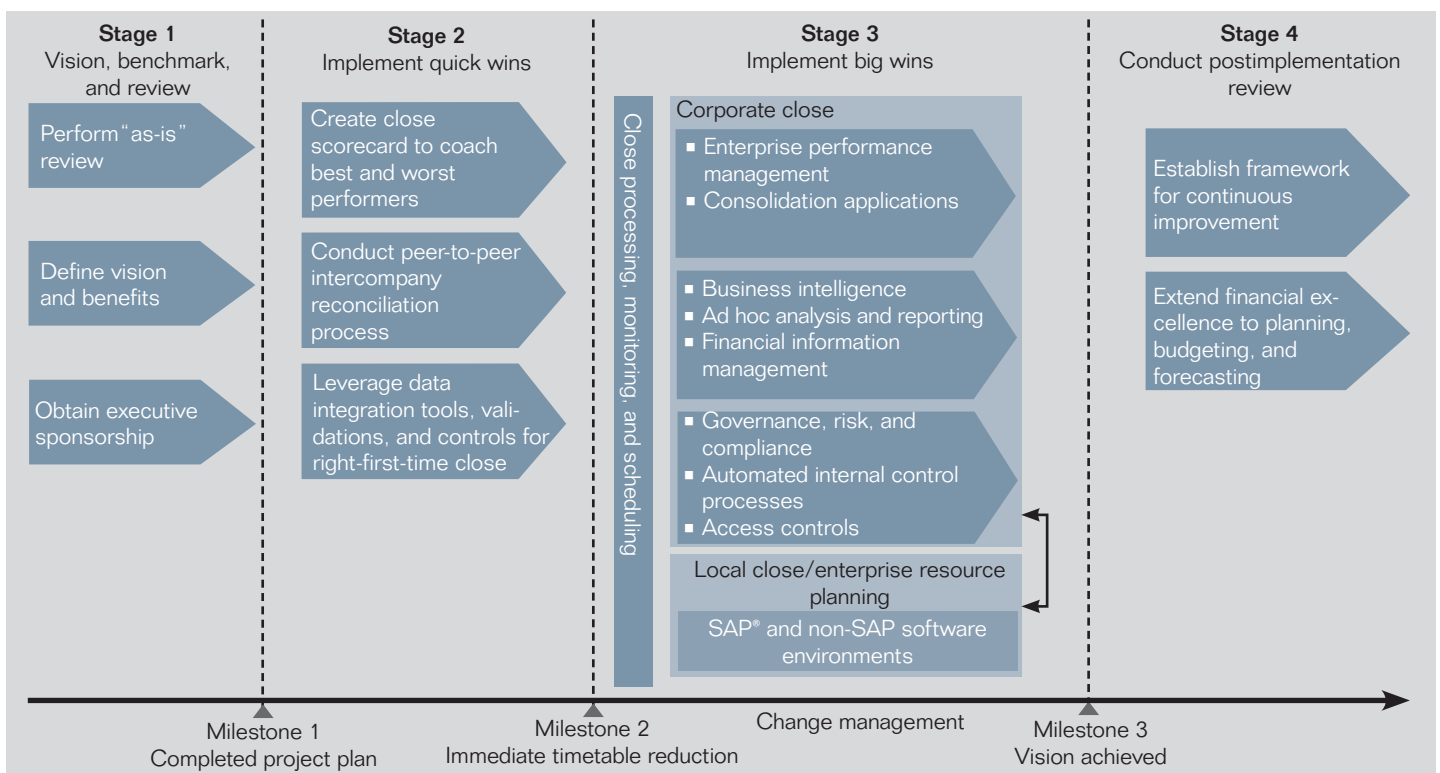 Stage 1
Vision, benchmark,
and review
Perform “as-is”
review
Define vision
and benefits
Obtain executive
sponsorship
Stage 2
Implement quick wins
Create close
scorecard to coach
best and worst
performers
Conduct peer-to-peer
intercompany
reconciliation
process
Leverage data
integration tools, vali-
dations, and controls for
right-first-time close
Stage 3
Implement big wins
Close processing, monitoring, and scheduling
Corporate close
▪ Enterprise performance
management
▪ Consolidation applications
▪ Business intelligence
▪ Ad hoc analysis and reporting
▪ Financial information
management
▪ Governance, risk, and
compliance
▪ Automated internal control
processes
▪ Access controls
Local close/enterprise resource
planning
SAP® and non-SAP software
environments
Stage 4
Conduct postimplementation
review
Establish framework
for continuous
improvement
Extend financial ex-
cellence to planning,
budgeting, and
forecasting
Milestone 1
Completed project plan
Milestone 2
Immediate timetable reduction
Change management
Milestone 3
Vision achieved